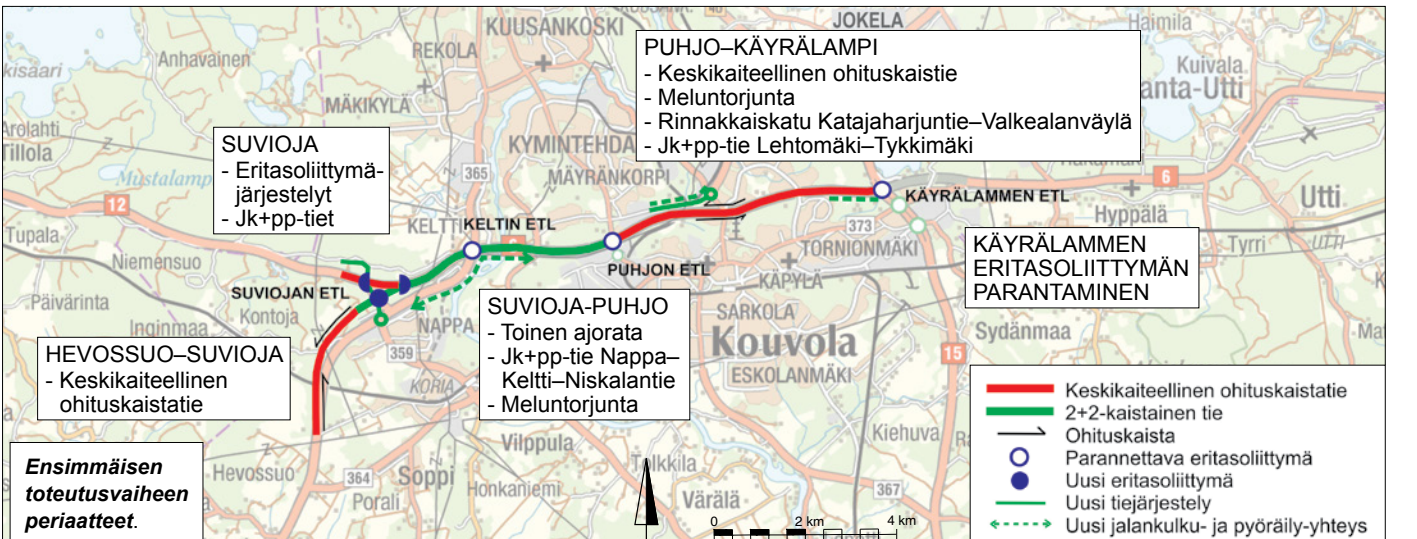 KUUSANKOSKI
JOKELA
Haimila
Anhavainen
REKOLA
Kuivala
MÄKIKYLÄ
PUHJO–KÄYRÄLAMPI
- Keskikaiteellinen ohituskaistie
- Meluntorjunta
- Rinnakkaiskatu Katajaharjuntie–Valkealanväylä
- Jk+pp-tie Lehtomäki–Tykkimäki
Arolahti
Tillola
SUVIOJA
- Eritasoliittymä-
järjestelyt
- Jk+pp-tiet
KYMINTEHDA
MÄYRÄNKORPI
365
6
Utti
12
KELTTI
KELTIN ETL
KÄYRÄLAMMEN ETL
Hyppälä
373
TORNIONMÄKI
Tupala
Niemensuo
Tyrri
UTTI
PUHJON ETL
KÄPYLÄ
KÄYRÄLAMMEN
ERITASOLIITTYMÄN
PARANTAMINEN
SUVIOJAN ETL
Päivärinta
Kontoja
Inginmaa
NAPPA
SUVIOJA-PUHJO
- Toinen ajorata
- Jk+pp-tie Nappa–
Keltti–Niskalantie
- Meluntorjunta
SARKOLA
Kouvola
ESKOLANMÄKI
Sydänmaa
15
359
KORIA
HEVOSSUO–SUVIOJA
- Keskikaiteellinen
ohituskaistatie
Keskikaiteellinen ohituskaistatie
2+2-kaistainen tie
Ohituskaista
Parannettava eritasoliittymä
Uusi eritasoliittymä
Uusi tiejärjestely
Uusi jalankulku- ja pyöräily-yhteys
Kiehuva
Vilppula
Ensimmäisen
toteutusvaiheen
periaatteet.
Hevossuo
364
Soppi
Porali
Honkaniemi
Tolkkila
Värälä
367
0 2 km 4 km